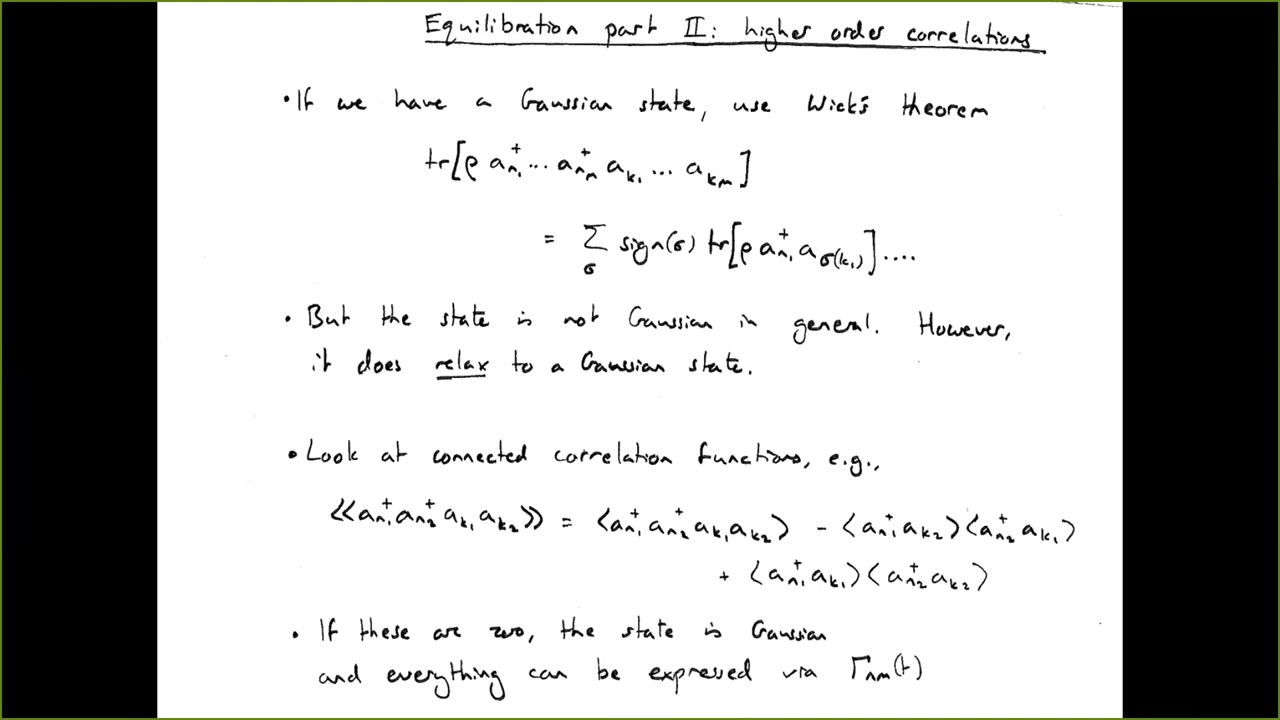 Equilibration part II: higher order correlations
• If we have a Gaussian state, use Wick's theorem
tr[ρ a⁺ₙ₁ ... a⁺ₙₘ aₖ₁ ... aₖₘ]
= Σ_σ sign(σ) tr[ρ a⁺ₙ₁ a_σ(k₁)] ....
• But the state is not Gaussian in general. However,
it does relax to a Gaussian state.
• Look at connected correlation functions, e.g.,
⟪a⁺ₙ₁ a⁺ₙ₂ aₖ₁ aₖ₂⟫ = ⟨a⁺ₙ₁ a⁺ₙ₂ aₖ₁ aₖ₂⟩ - ⟨a⁺ₙ₁ aₖ₂⟩⟨a⁺ₙ₂ aₖ₁⟩
+ ⟨a⁺ₙ₁ aₖ₁⟩⟨a⁺ₙ₂ aₖ₂⟩
• If these are zero, the state is Gaussian
and everything can be expressed via Γₙₘ(t)